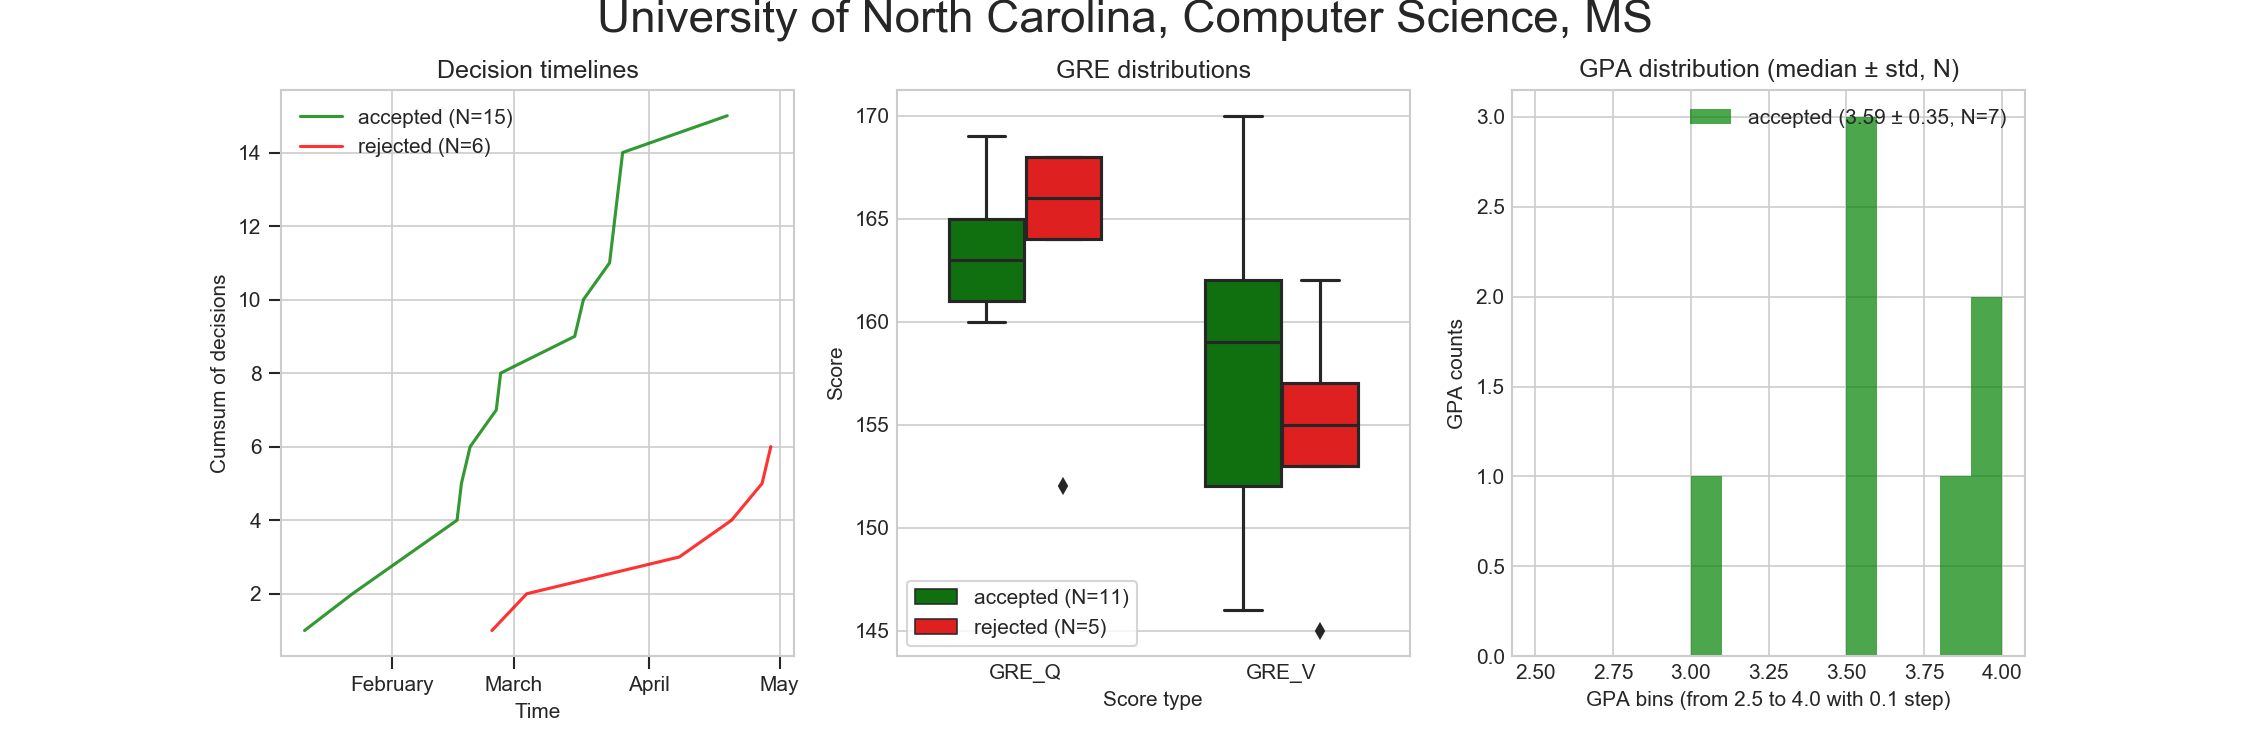 University of North Carolina, Computer Science, MS
Decision timelines
accepted (N=15)
rejected (N=6)
14
12
10
8
6
4
2
Cumsum of decisions
February March April May
Time
GRE distributions
170
165
160
155
150
145
Score
accepted (N=11)
rejected (N=5)
GRE_Q GRE_V
Score type
GPA distribution (median ± std, N)
accepted (3.59 ± 0.35, N=7)
3.0
2.5
2.0
1.5
1.0
0.5
0.0
GPA counts
2.50 2.75 3.00 3.25 3.50 3.75 4.00
GPA bins (from 2.5 to 4.0 with 0.1 step)